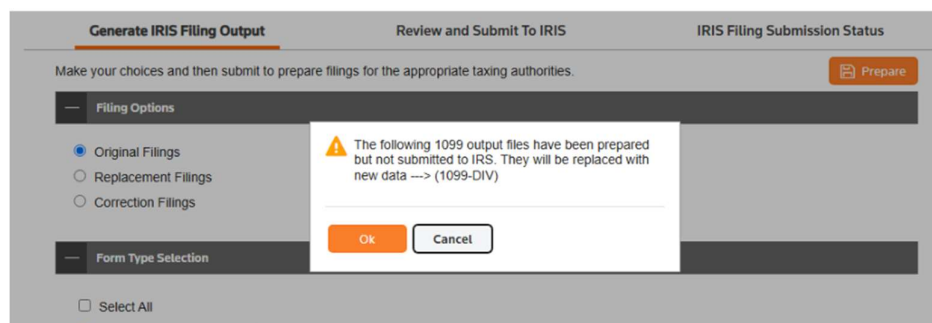 Generate IRIS Filing Output
Review and Submit To IRIS
IRIS Filing Submission Status
Make your choices and then submit to prepare filings for the appropriate taxing authorities.
Prepare
Filing Options
Original Filings
Replacement Filings
Correction Filings
The following 1099 output files have been prepared
but not submitted to IRS. They will be replaced with
new data ---> (1099-DIV)
Ok
Cancel
Form Type Selection
Select All